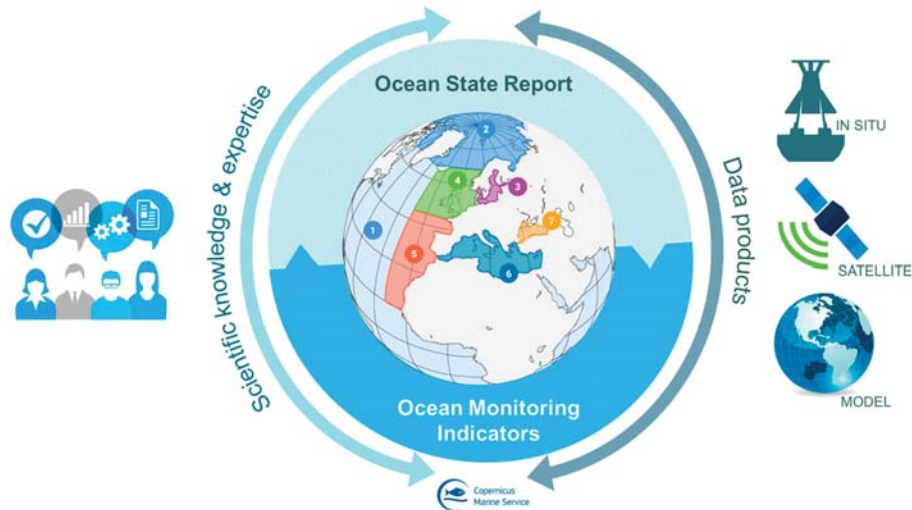 Ocean State Report
Scientific knowledge & expertise
Data products
IN SITU
SATELLITE
MODEL
2
4
3
7
1
5
6
Ocean Monitoring
Indicators
Copernicus
Marine Service